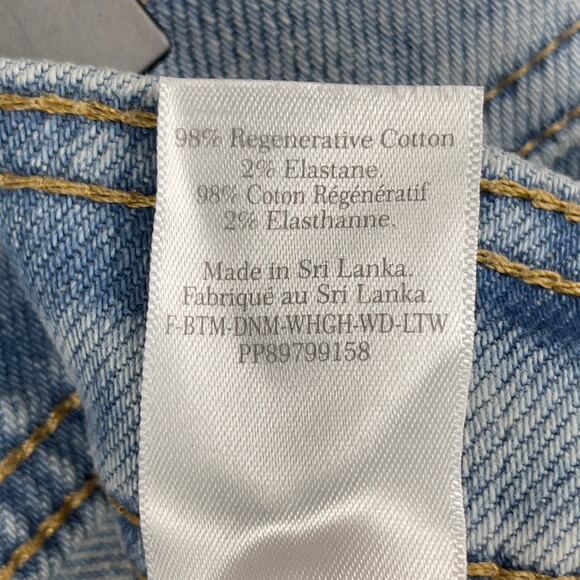 98% Regenerative Cotton
2% Elastane.
98% Coton Régénératif
2% Elasthanne.
Made in Sri Lanka.
Fabriqué au Sri Lanka.
F-BTM-DNM-WHGH-WD-LTW
PP89799158